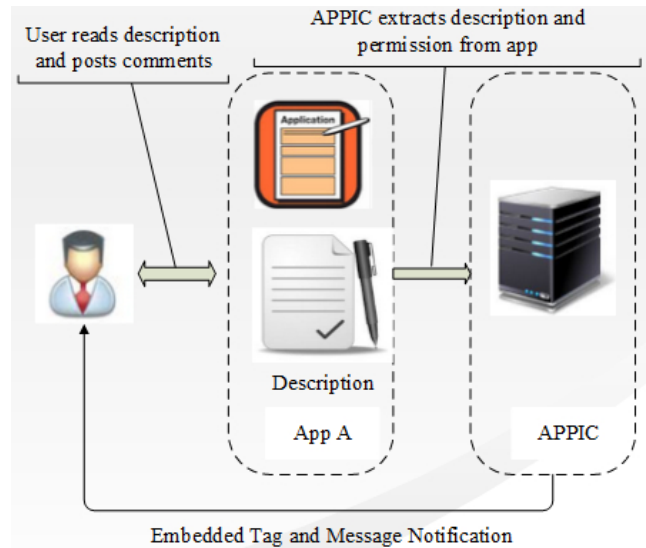 User reads description
and posts comments
APPIC extracts description and
permission from app
Application
Description
App A
APPIC
Embedded Tag and Message Notification